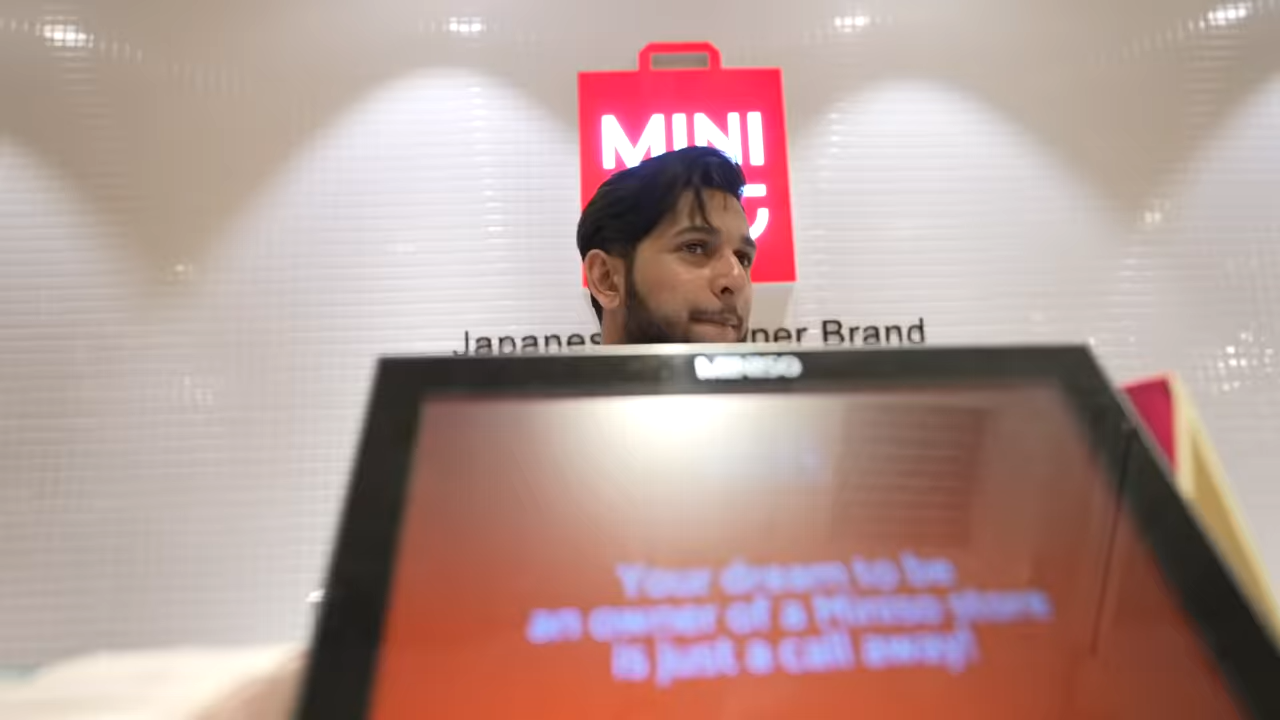 MINI
Japanes ner Brand
MINISO
Your dream to be
an owner of a Miniso store
is just a call away!